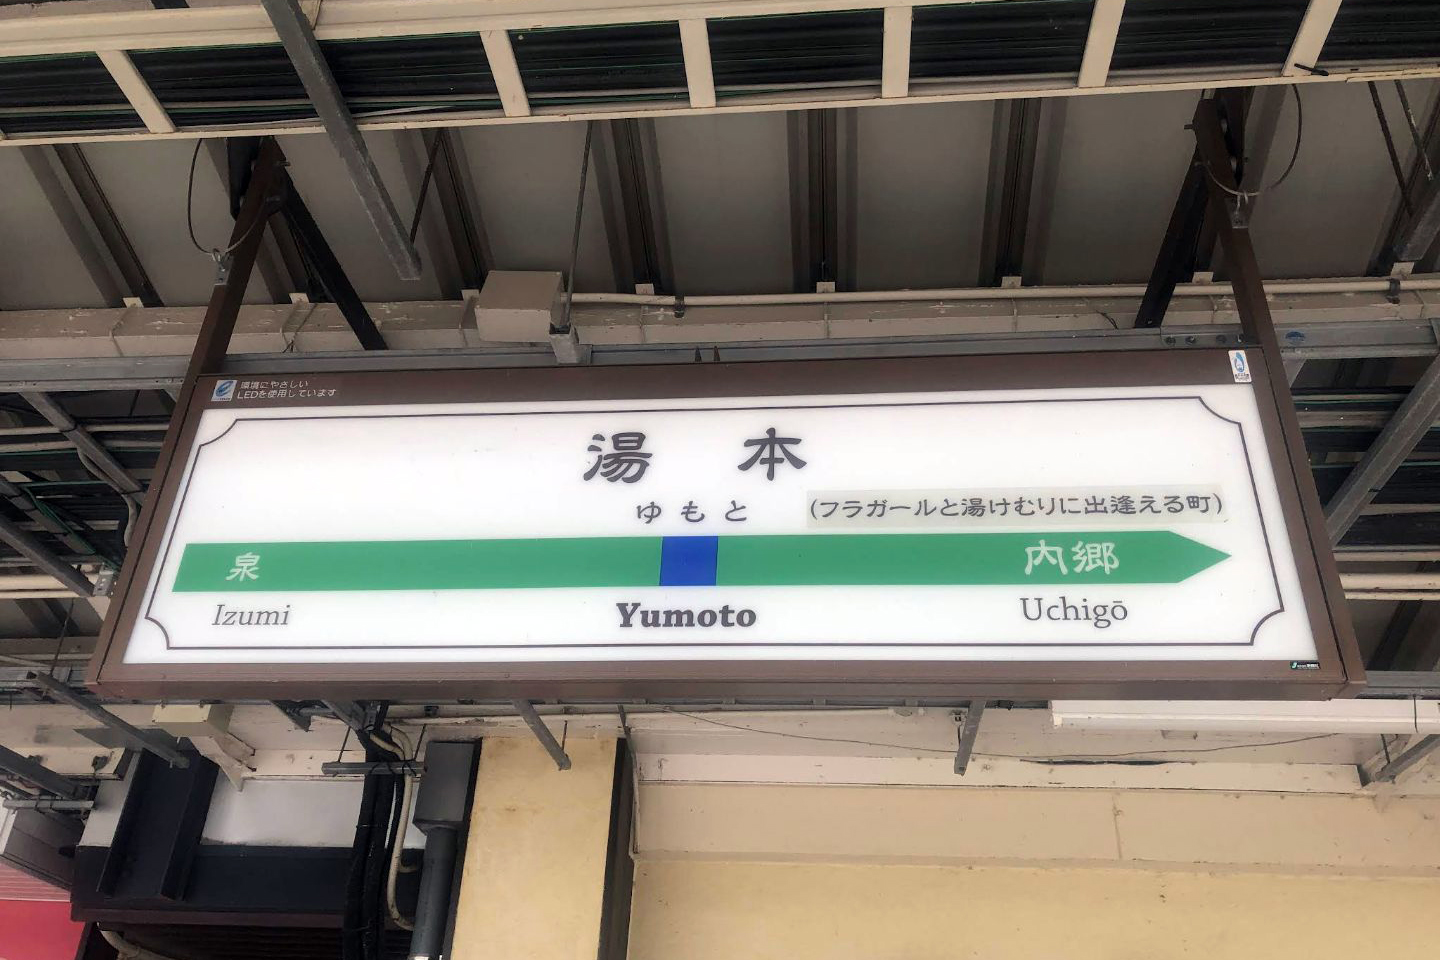 環境にやさしい
LEDを使用しています
湯本
ゆもと
(フラガールと湯けむりに出逢える町)
泉 内郷
Izumi Yumoto Uchigō